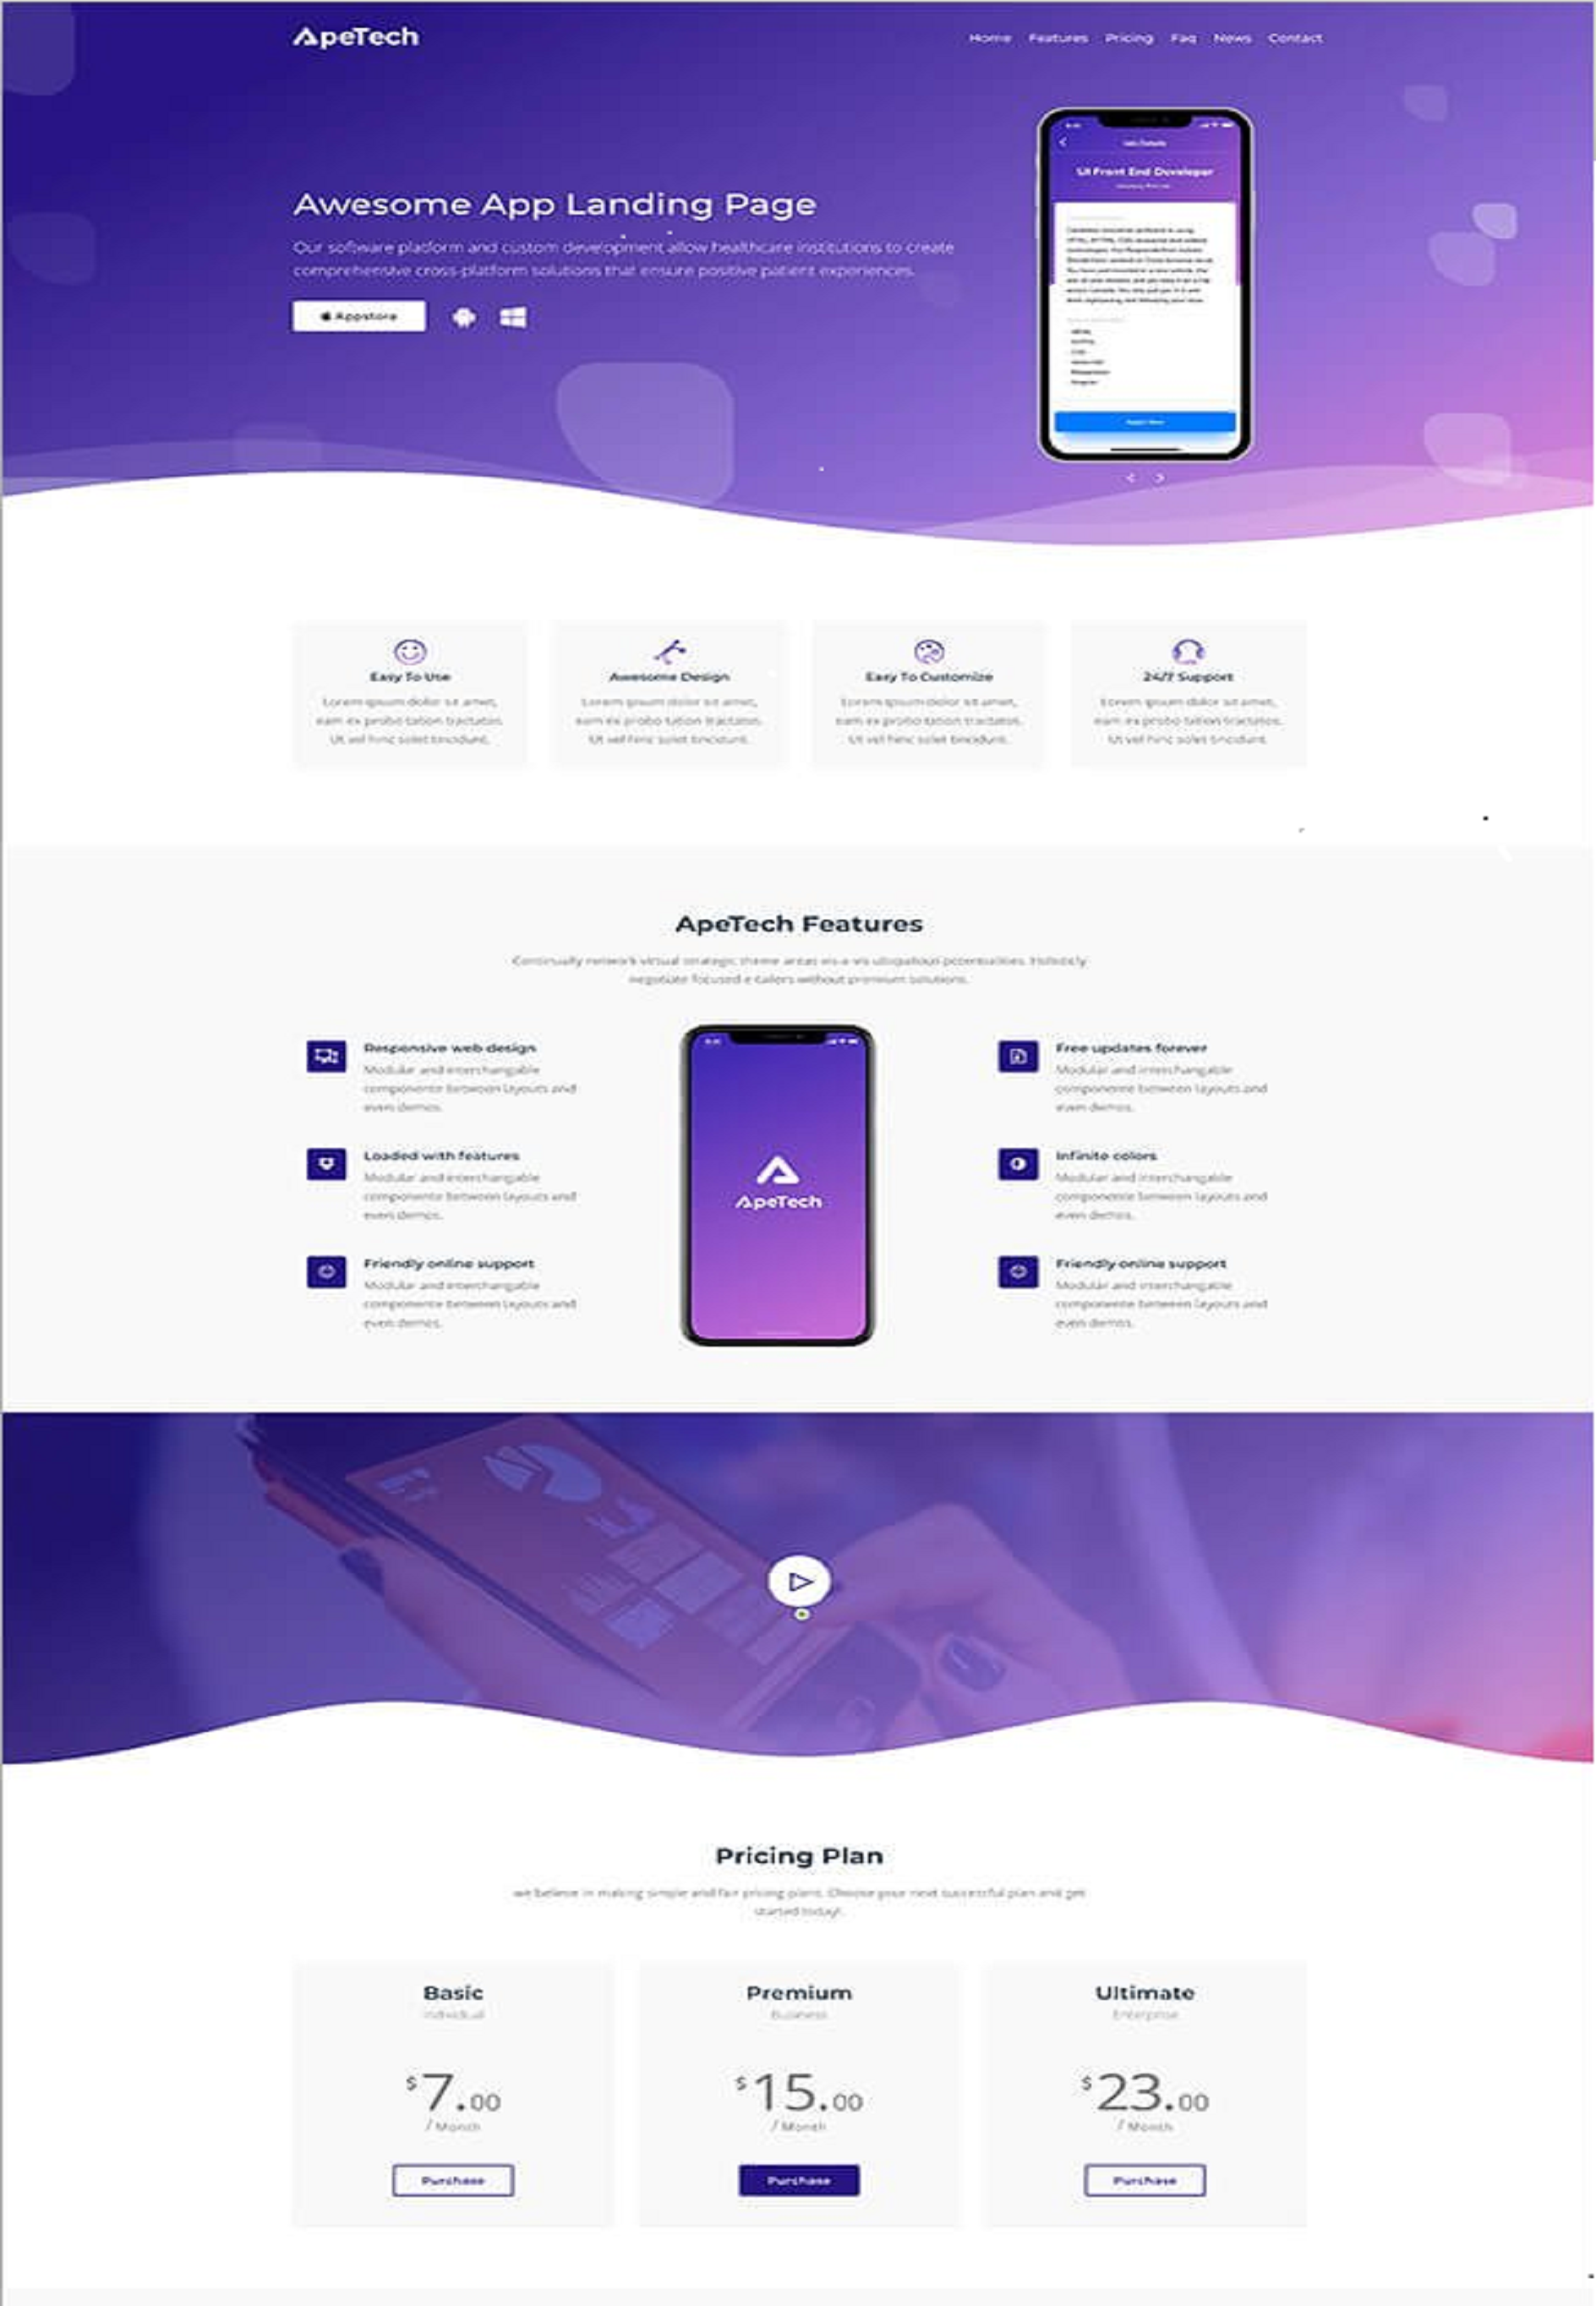 ApeTech
Home Features Pricing Faq News Contact
UI Front End Developer
Awesome App Landing Page
Our software platform and custom development allow healthcare institutions to create
comprehensive cross-platform solutions that ensure positive patient experiences.
Appstore
Easy To Use
Lorem ipsum dolor sit amet,
eam ex probo tation tractatos.
Ut vel hinc solet tincidunt.
Awesome Design
Lorem ipsum dolor sit amet,
eam ex probo tation tractatos.
Ut vel hinc solet tincidunt.
Easy To Customize
Lorem ipsum dolor sit amet,
eam ex probo tation tractatos.
Ut vel hinc solet tincidunt.
24/7 Support
Lorem ipsum dolor sit amet,
eam ex probo tation tractatos.
Ut vel hinc solet tincidunt.
ApeTech Features
Continually network virtual strategic theme areas vis-a-vis ubiquitous potentialities. Holisticly
negotiate focused e-tailers without premium solutions.
Responsive web design
Modular and interchangable
componente between layouts and
even demos.
Loaded with features
Modular and interchangable
componente between layouts and
even demos.
Friendly online support
Modular and interchangable
componente between layouts and
even demos.
ApeTech
Free updates forever
Modular and interchangable
componente between layouts and
even demos.
Infinite colors
Modular and interchangable
componente between layouts and
even demos.
Friendly online support
Modular and interchangable
componente between layouts and
even demos.
Pricing Plan
we believe in making simple and fair pricing plans. Choose your next successful plan and get
started today!.
Basic
Individual
$7.00
/ Month
Purchase
Premium
Business
$15.00
/ Month
Purchase
Ultimate
Enterprise
$23.00
/ Month
Purchase